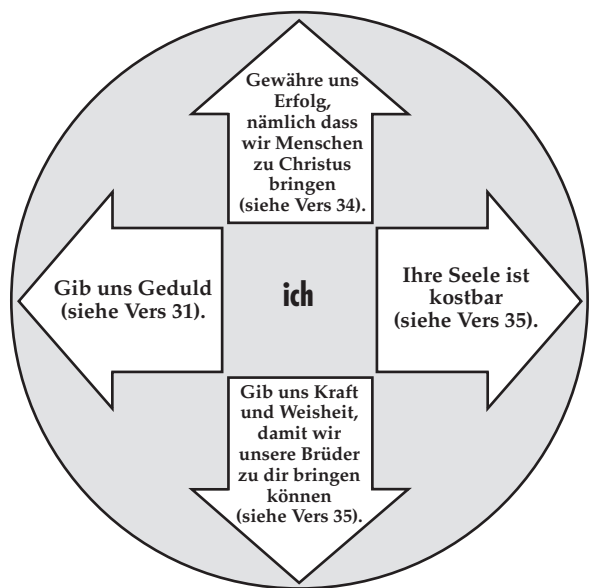 Gewähre uns
Erfolg,
nämlich dass
wir Menschen
zu Christus
bringen
(siehe Vers 34).
Gib uns Geduld
(siehe Vers 31).
ich
Ihre Seele ist
kostbar
(siehe Vers 35).
Gib uns Kraft
und Weisheit,
damit wir
unsere Brüder
zu dir bringen
können
(siehe Vers 35).